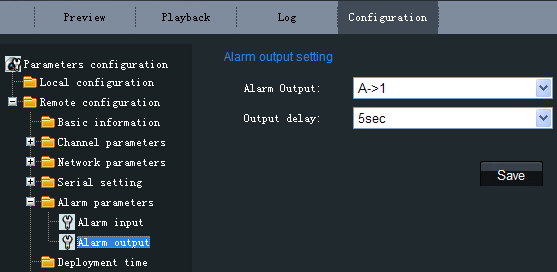 Preview Playback Log Configuration
Parameters configuration
Local configuration
Remote configuration
Basic information
Channel parameters
Network parameters
Serial setting
Alarm parameters
Alarm input
Alarm output
Deployment time
Alarm output setting
Alarm Output: A->1
Output delay: 5sec
Save